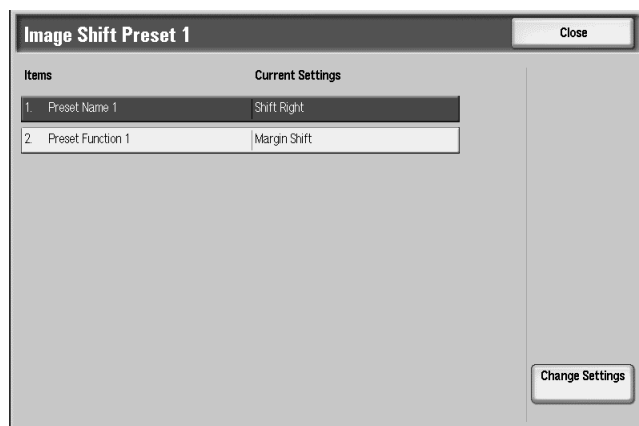 Image Shift Preset 1
Close
Items Current Settings
1. Preset Name 1 Shift Right
2. Preset Function 1 Margin Shift
Change Settings